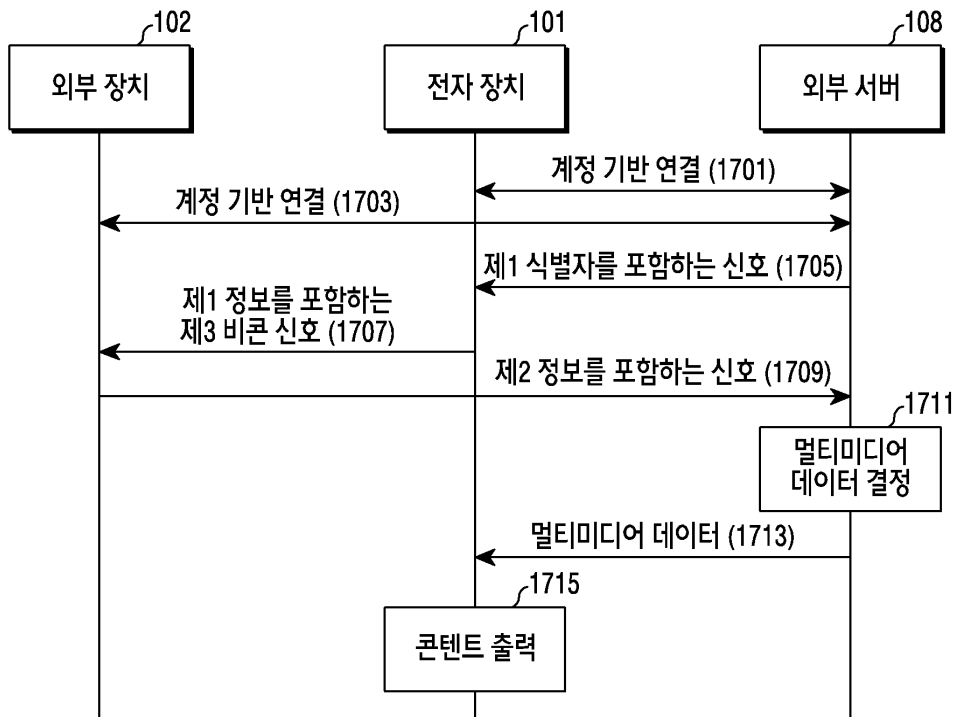 102
101
108
외부 장치
전자 장치
외부 서버
계정 기반 연결 (1701)
계정 기반 연결 (1703)
제1 식별자를 포함하는 신호 (1705)
제1 정보를 포함하는
제3 비콘 신호 (1707)
제2 정보를 포함하는 신호 (1709)
1711
멀티미디어
데이터 결정
멀티미디어 데이터 (1713)
1715
콘텐트 출력